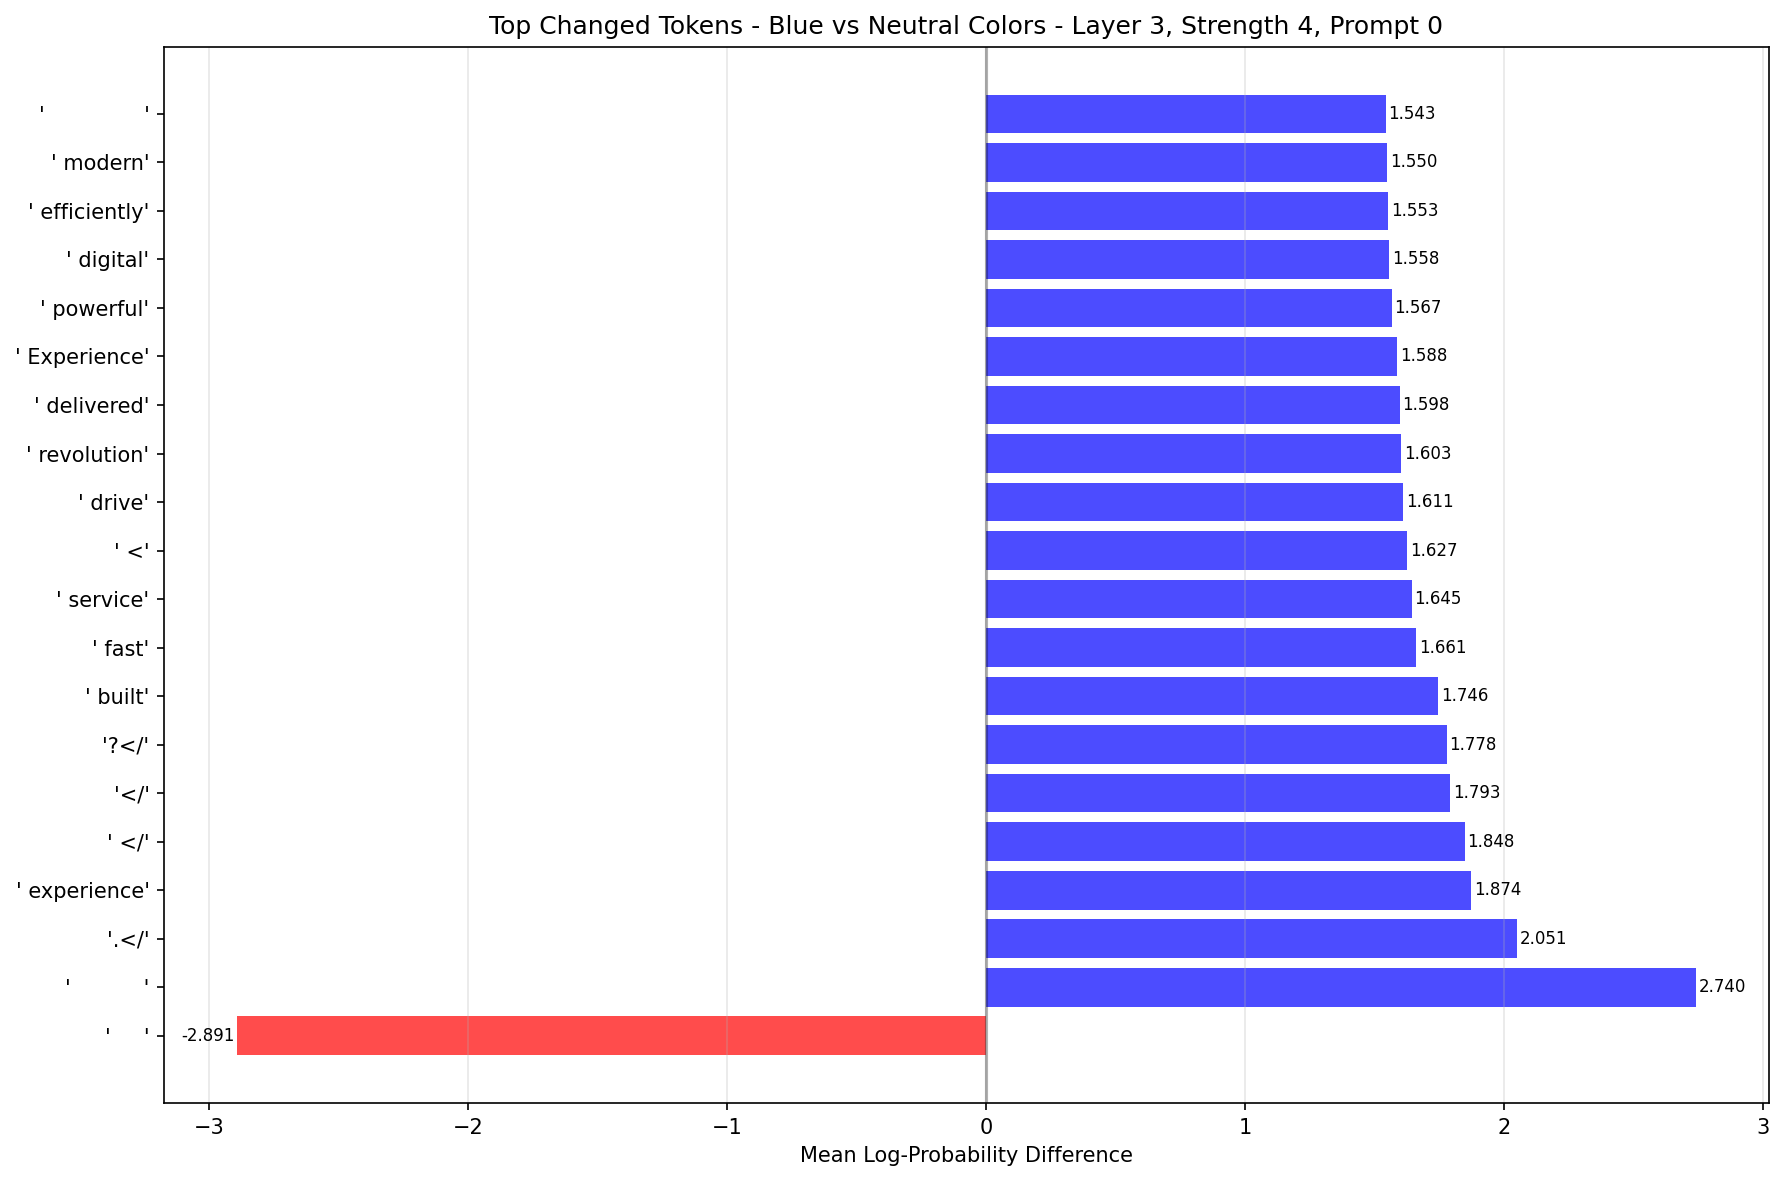 Top Changed Tokens - Blue vs Neutral Colors - Layer 3, Strength 4, Prompt 0
'                ' 1.543
' modern' 1.550
' efficiently' 1.553
' digital' 1.558
' powerful' 1.567
' Experience' 1.588
' delivered' 1.598
' revolution' 1.603
' drive' 1.611
' <' 1.627
' service' 1.645
' fast' 1.661
' built' 1.746
'?</' 1.778
'</' 1.793
' </' 1.848
' experience' 1.874
'.</' 2.051
'            ' 2.740
'     ' -2.891
−3 −2 −1 0 1 2 3
Mean Log-Probability Difference